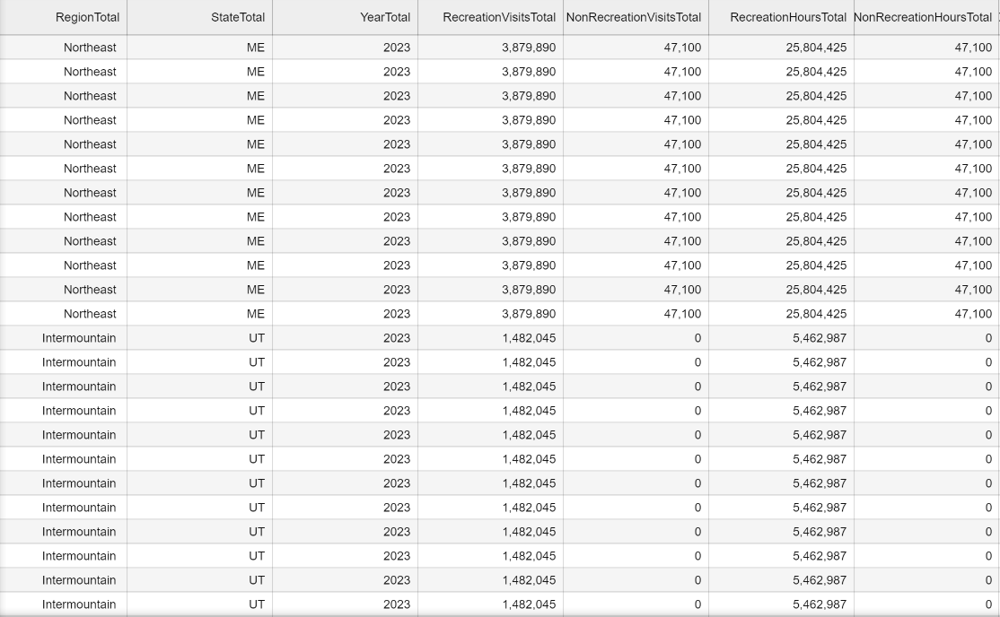 RegionTotal StateTotal YearTotal RecreationVisitsTotal NonRecreationVisitsTotal RecreationHoursTotal NonRecreationHoursTotal
Northeast ME 2023 3,879,890 47,100 25,804,425 47,100
Northeast ME 2023 3,879,890 47,100 25,804,425 47,100
Northeast ME 2023 3,879,890 47,100 25,804,425 47,100
Northeast ME 2023 3,879,890 47,100 25,804,425 47,100
Northeast ME 2023 3,879,890 47,100 25,804,425 47,100
Northeast ME 2023 3,879,890 47,100 25,804,425 47,100
Northeast ME 2023 3,879,890 47,100 25,804,425 47,100
Northeast ME 2023 3,879,890 47,100 25,804,425 47,100
Northeast ME 2023 3,879,890 47,100 25,804,425 47,100
Northeast ME 2023 3,879,890 47,100 25,804,425 47,100
Northeast ME 2023 3,879,890 47,100 25,804,425 47,100
Northeast ME 2023 3,879,890 47,100 25,804,425 47,100
Intermountain UT 2023 1,482,045 0 5,462,987 0
Intermountain UT 2023 1,482,045 0 5,462,987 0
Intermountain UT 2023 1,482,045 0 5,462,987 0
Intermountain UT 2023 1,482,045 0 5,462,987 0
Intermountain UT 2023 1,482,045 0 5,462,987 0
Intermountain UT 2023 1,482,045 0 5,462,987 0
Intermountain UT 2023 1,482,045 0 5,462,987 0
Intermountain UT 2023 1,482,045 0 5,462,987 0
Intermountain UT 2023 1,482,045 0 5,462,987 0
Intermountain UT 2023 1,482,045 0 5,462,987 0
Intermountain UT 2023 1,482,045 0 5,462,987 0
Intermountain UT 2023 1,482,045 0 5,462,987 0